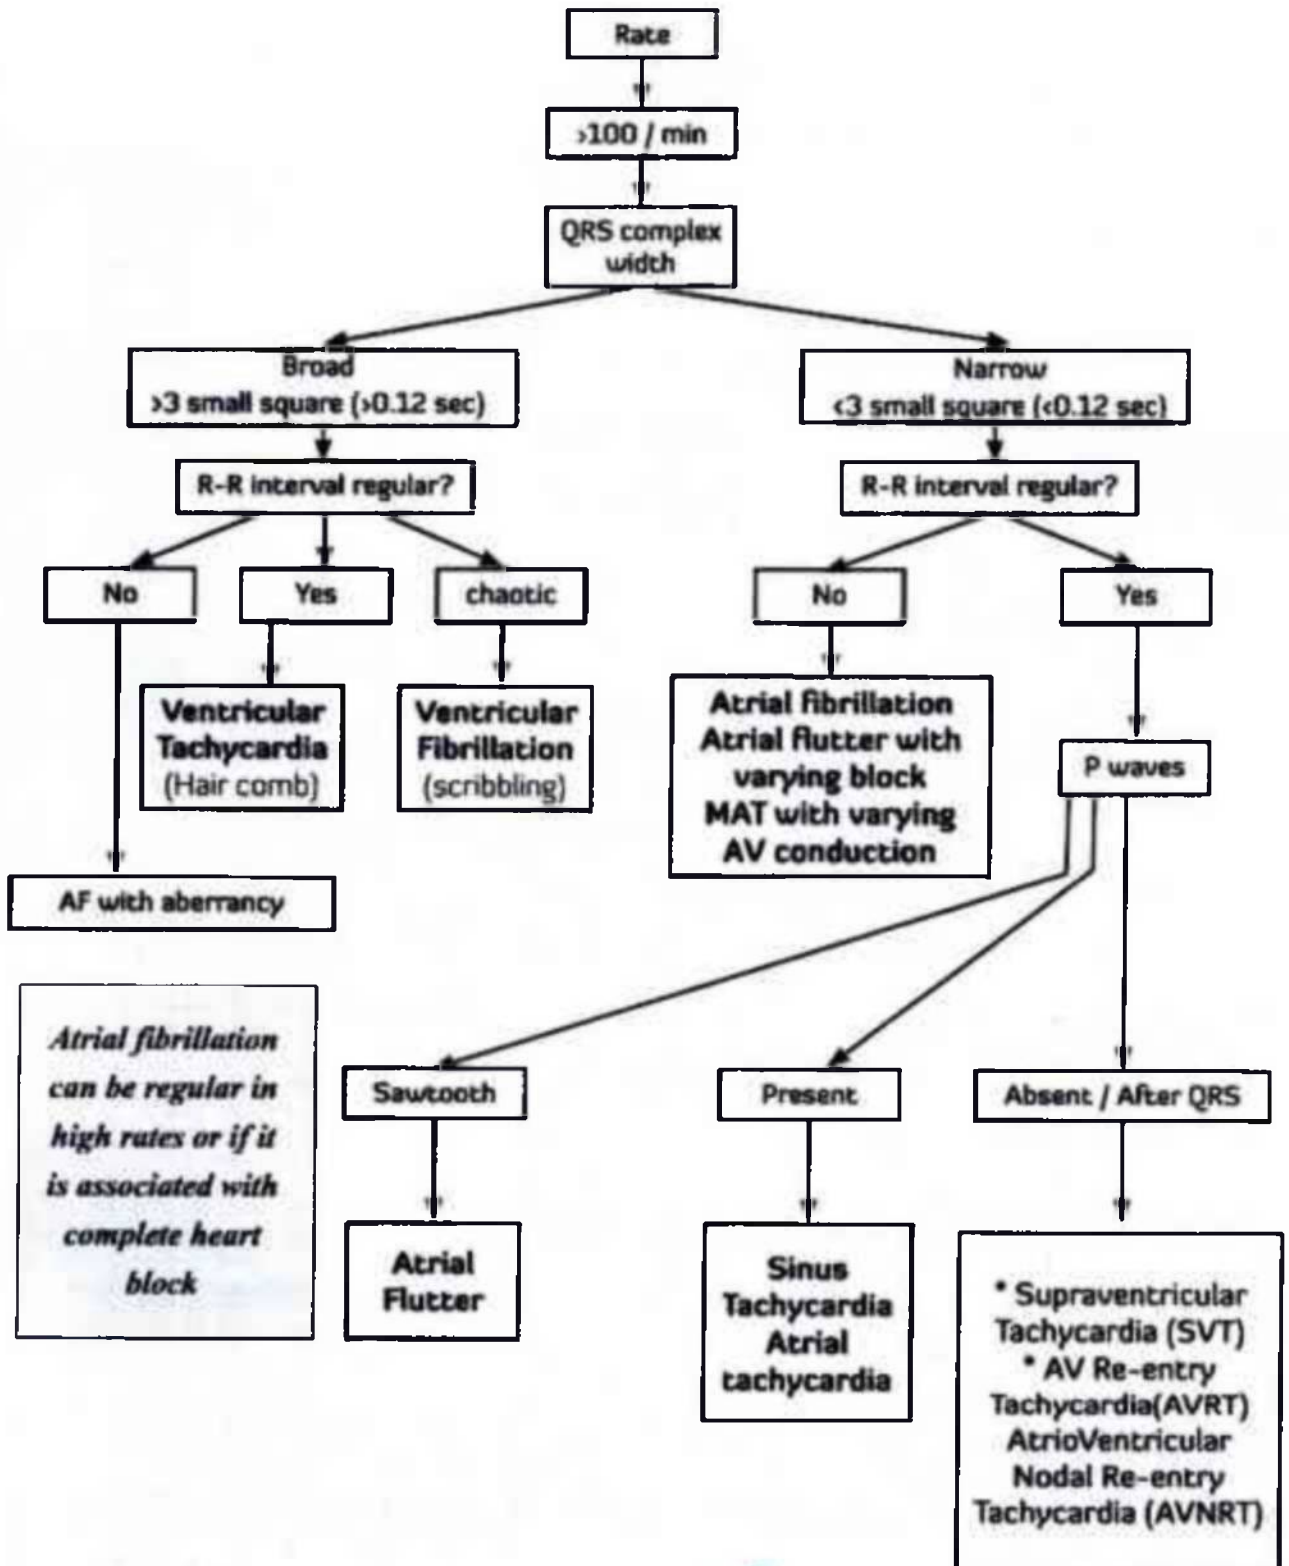 Rate
>100 / min
QRS complex
width
Broad
>3 small square (>0.12 sec)
Narrow
<3 small square (<0.12 sec)
R-R interval regular?
R-R interval regular?
No
Yes
chaotic
No
Yes
Ventricular
Tachycardia
(Hair comb)
Ventricular
Fibrillation
(scribbling)
Atrial fibrillation
Atrial flutter with
varying block
MAT with varying
AV conduction
P waves
AF with aberrancy
Atrial fibrillation
can be regular in
high rates or if it
is associated with
complete heart
block
Sawtooth
Present
Absent / After QRS
Atrial
Flutter
Sinus
Tachycardia
Atrial
tachycardia
* Supraventricular
Tachycardia (SVT)
* AV Re-entry
Tachycardia(AVRT)
AtrioVentricular
Nodal Re-entry
Tachycardia (AVNRT)